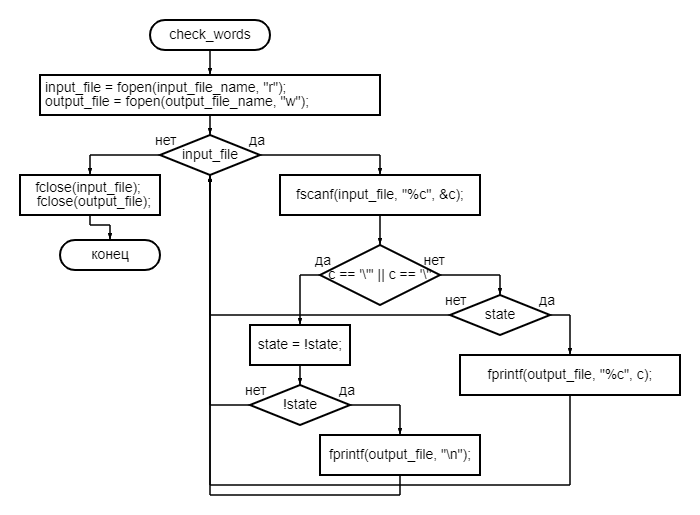 check_words
input_file = fopen(input_file_name, "r");
output_file = fopen(output_file_name, "w");
нет
да
input_file
fclose(input_file);
fclose(output_file);
fscanf(input_file, "%c", &c);
конец
да
нет
c == '\'" || c == '\"
нет
да
state
state = !state;
fprintf(output_file, "%c", c);
нет
да
!state
fprintf(output_file, "\n");